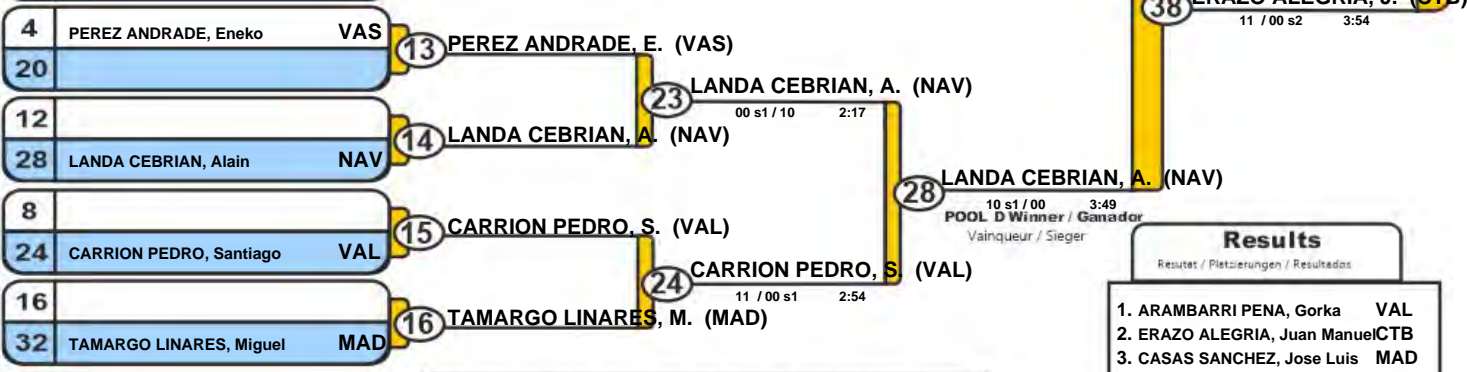 38 ERAZO ALEGRIA, J. (CTB)
11 / 00 s2 3:54
4 PEREZ ANDRADE, Eneko VAS
20
13 PEREZ ANDRADE, E. (VAS)
23 LANDA CEBRIAN, A. (NAV)
00 s1 / 10 2:17
12
28 LANDA CEBRIAN, Alain NAV
14 LANDA CEBRIAN, A. (NAV)
28 LANDA CEBRIAN, A. (NAV)
10 s1 / 00 3:49
POOL D Winner / Ganador
Vainqueur / Sieger
8
24 CARRION PEDRO, Santiago VAL
15 CARRION PEDRO, S. (VAL)
24 CARRION PEDRO, S. (VAL)
11 / 00 s1 2:54
16
32 TAMARGO LINARES, Miguel MAD
16 TAMARGO LINARES, M. (MAD)
Results
Resutat / Platzierungen / Resultados
1. ARAMBARRI PENA, Gorka VAL
2. ERAZO ALEGRIA, Juan Manuel CTB
3. CASAS SANCHEZ, Jose Luis MAD